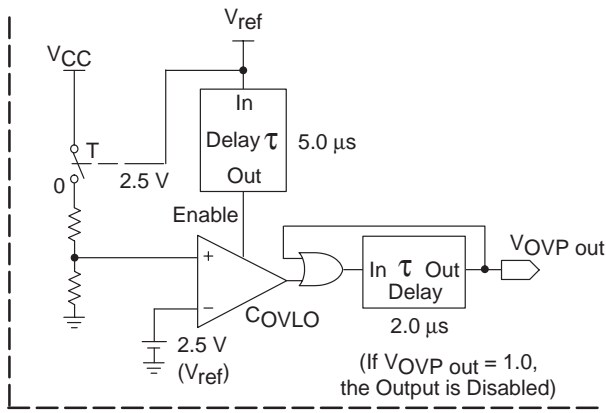 Vref
VCC
In
T
Delay τ
5.0 μs
2.5 V
0
Out
Enable
+
VOVP out
In τ Out
Delay
–
COVLO
2.0 μs
2.5 V
(Vref)
(If VOVP out = 1.0,
the Output is Disabled)